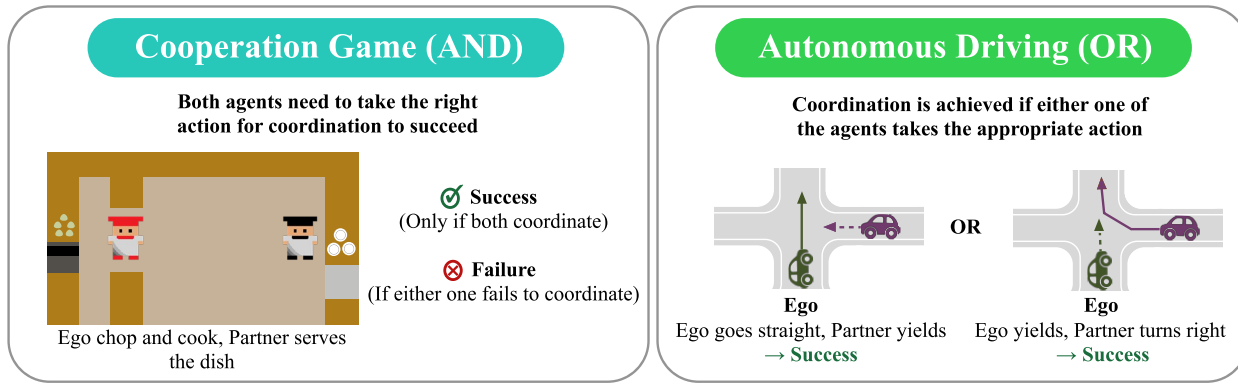 Cooperation Game (AND)
Both agents need to take the right
action for coordination to succeed
Success
(Only if both coordinate)
Failure
(If either one fails to coordinate)
Ego chop and cook, Partner serves
the dish
Autonomous Driving (OR)
Coordination is achieved if either one of
the agents takes the appropriate action
OR
Ego
Ego goes straight, Partner yields
→ Success
Ego
Ego yields, Partner turns right
→ Success